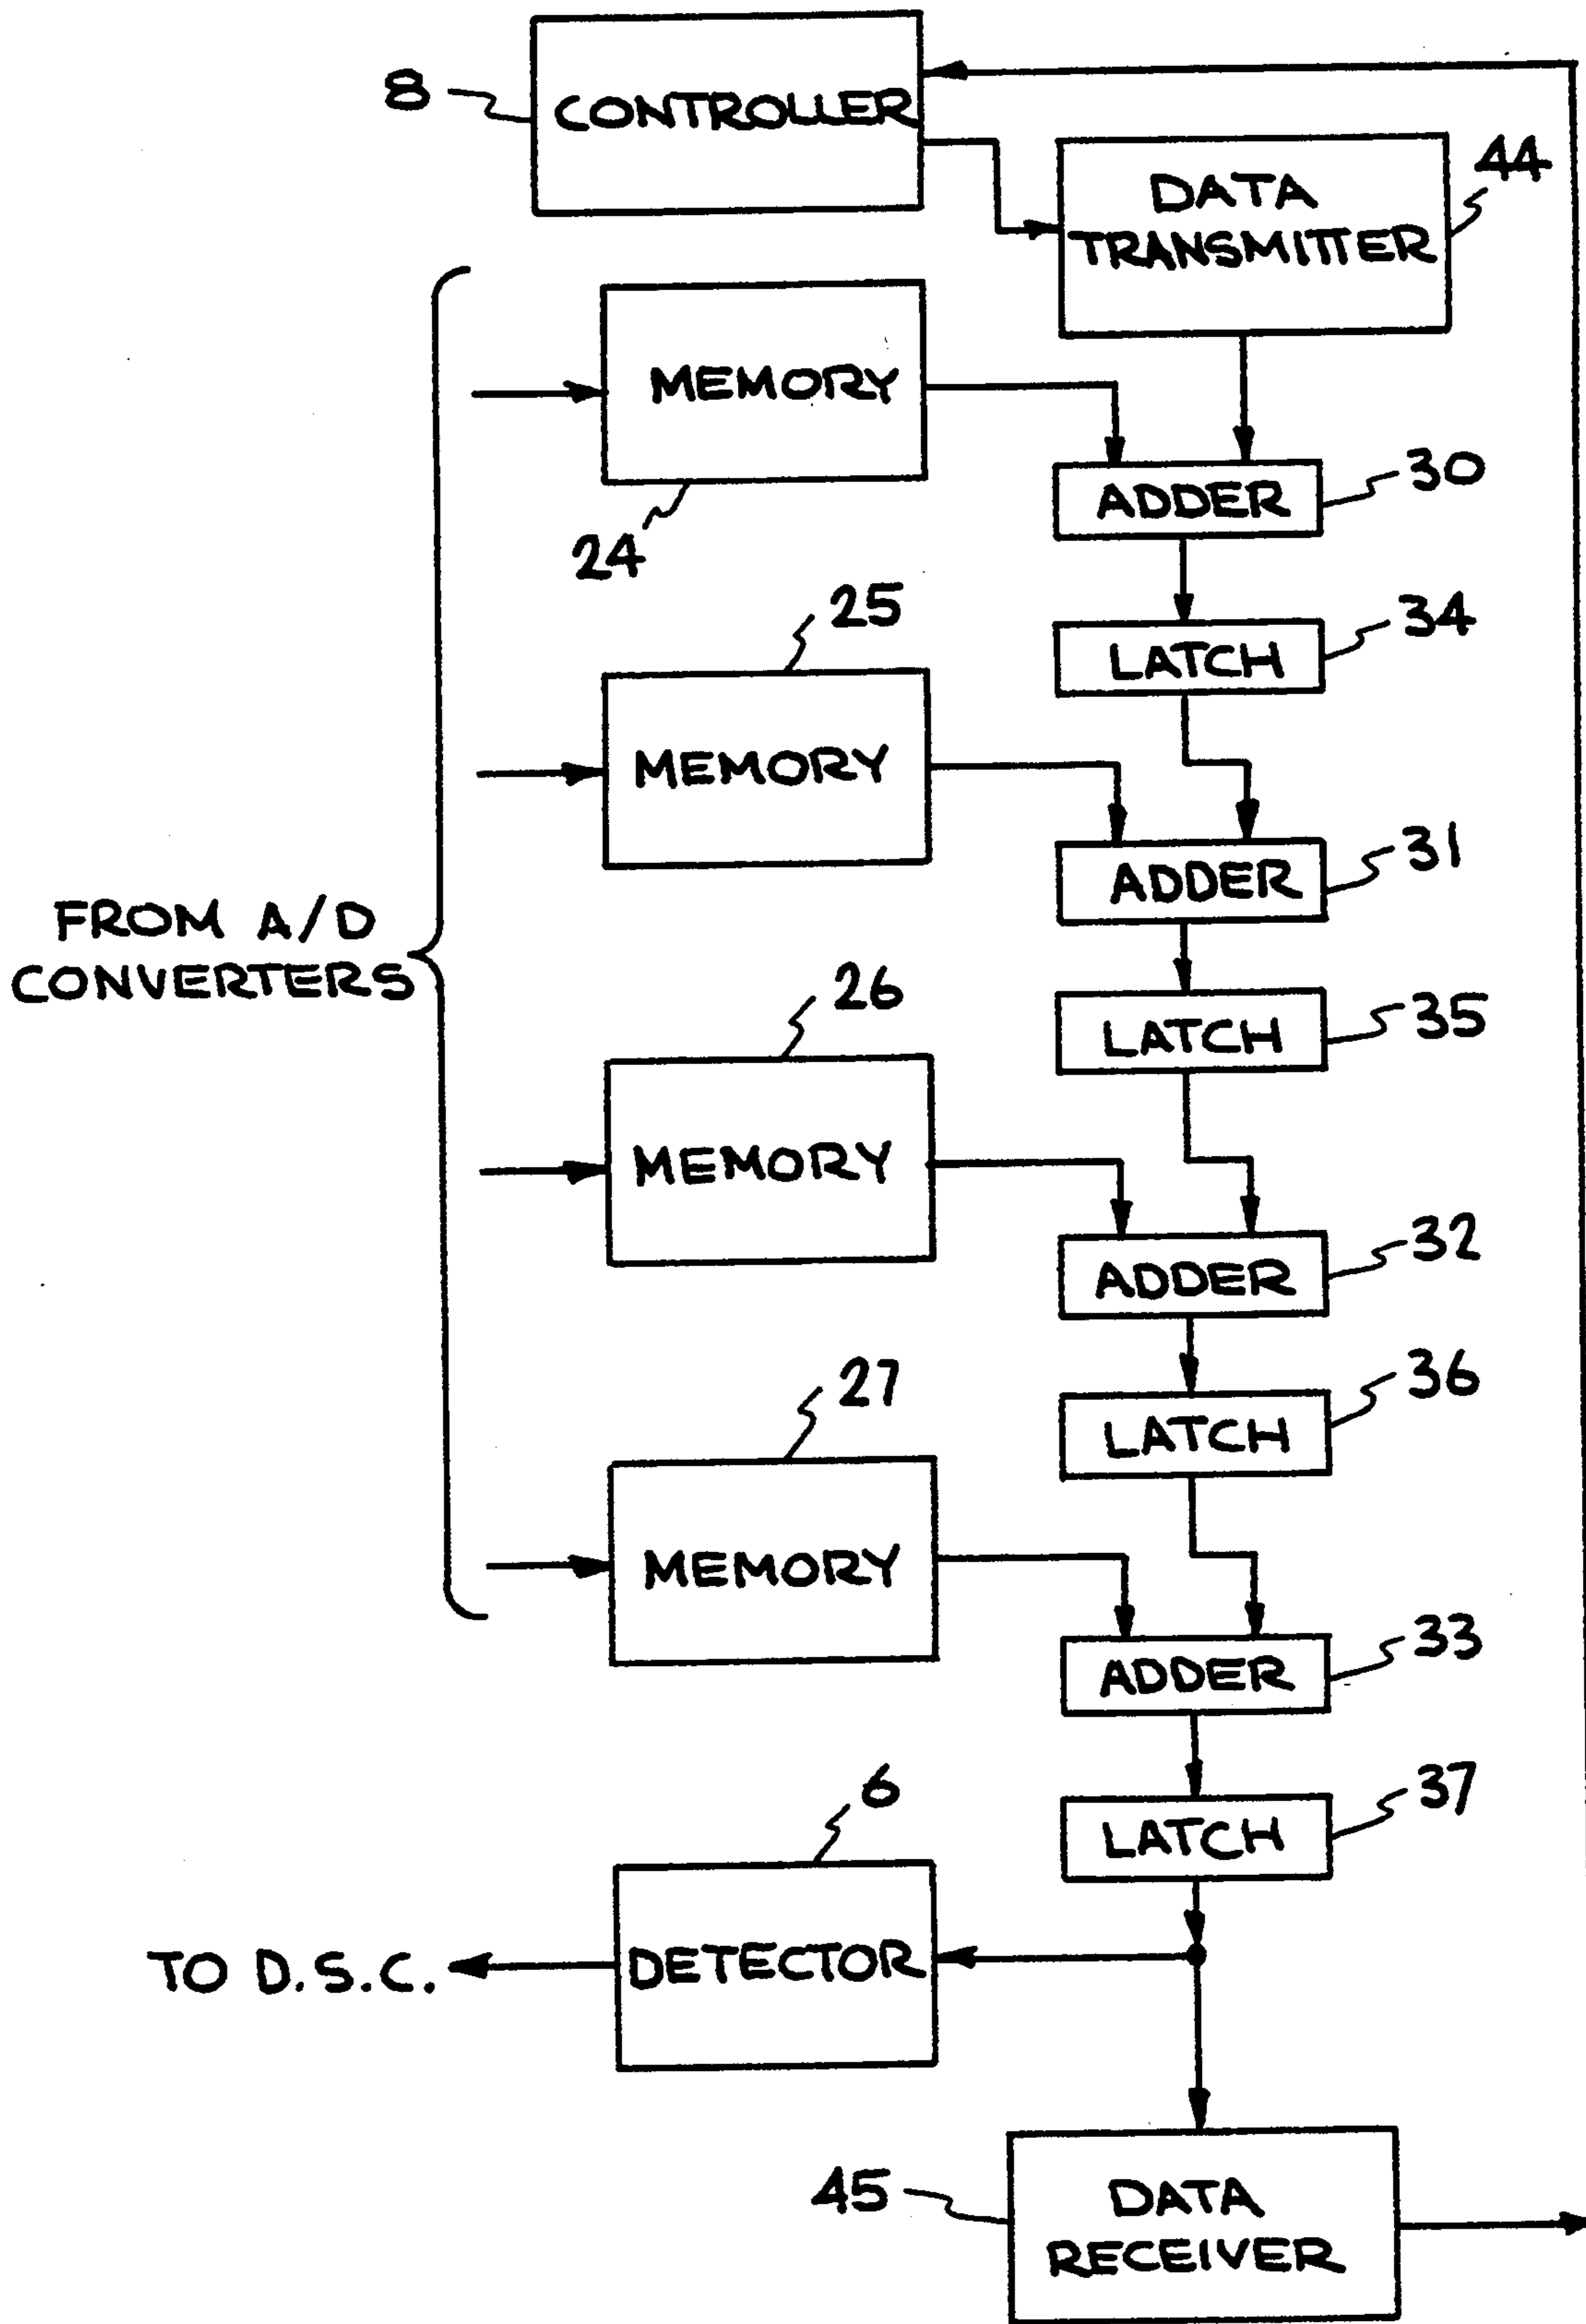 8
CONTROLLER
44
DATA
TRANSMITTER
MEMORY
24
30
ADDER
25
34
LATCH
MEMORY
31
ADDER
FROM A/D
CONVERTERS
26
35
LATCH
MEMORY
32
ADDER
27
36
LATCH
MEMORY
33
ADDER
6
37
LATCH
TO D.S.C.
DETECTOR
45
DATA
RECEIVER